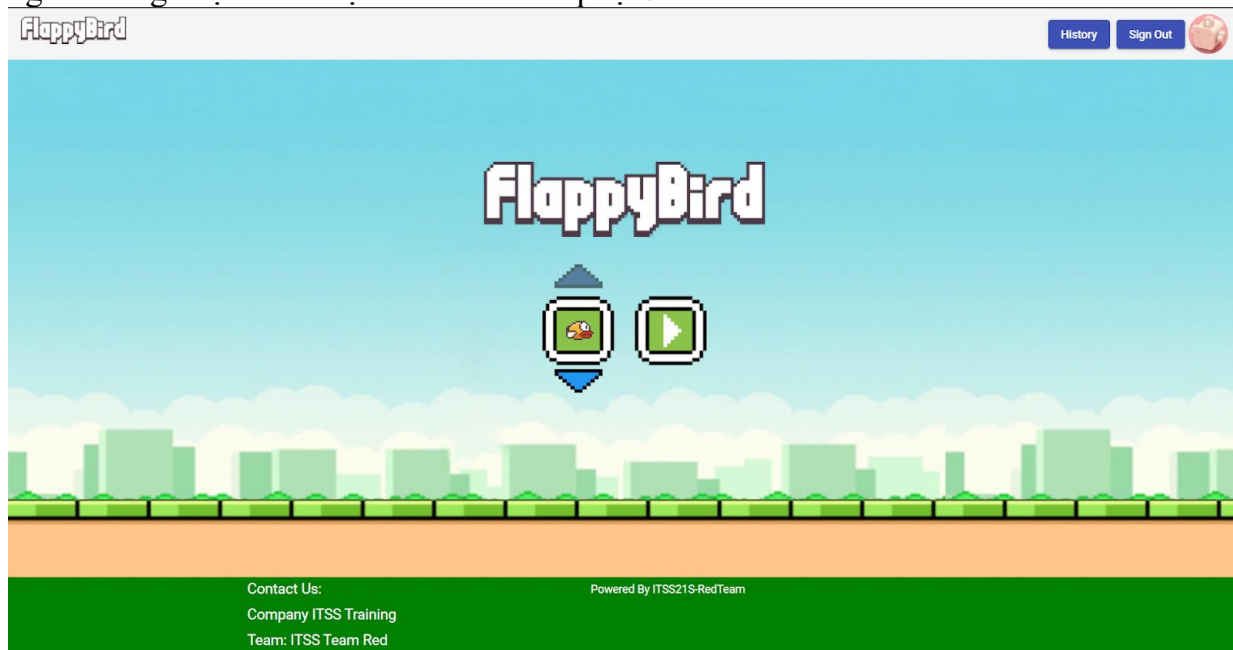 FlappyBird
History
Sign Out
FlappyBird
Contact Us:
Powered By ITSS21S-RedTeam
Company ITSS Training
Team: ITSS Team Red